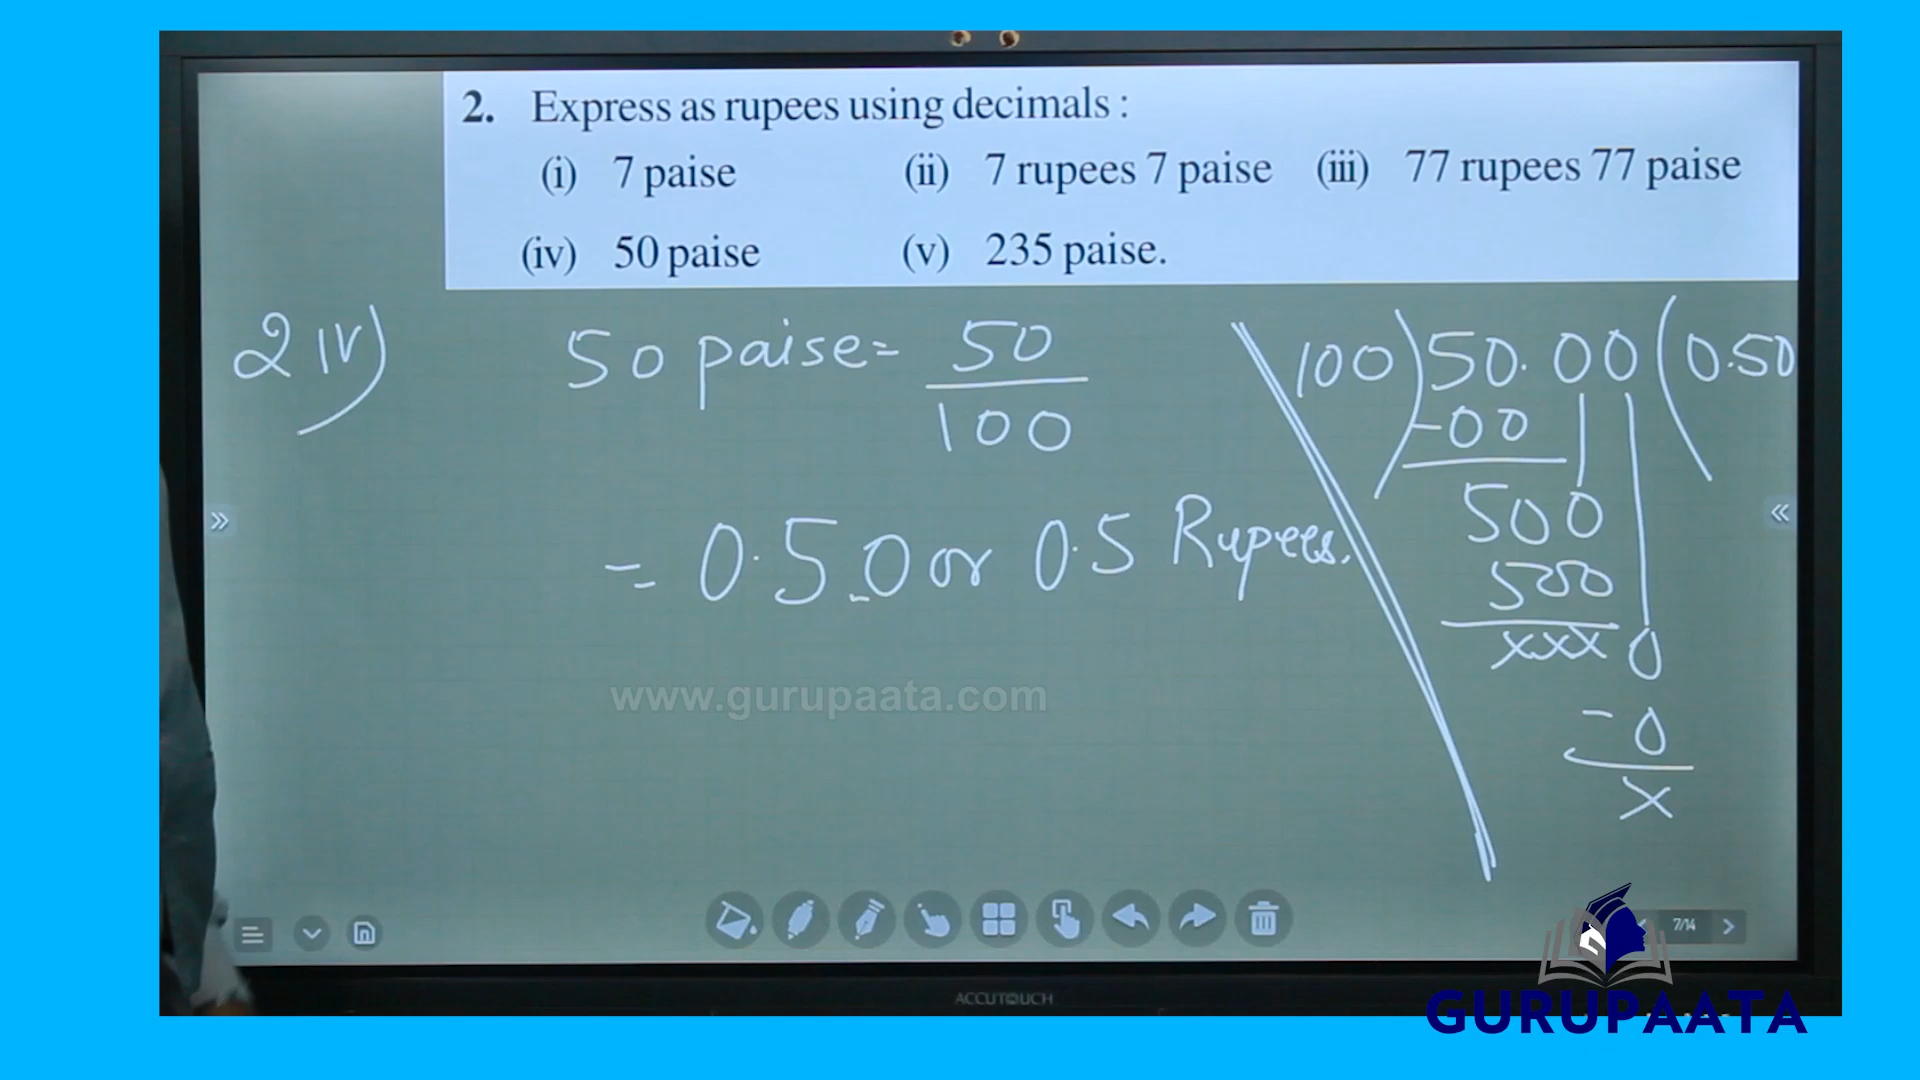 2. Express as rupees using decimals :
(i) 7 paise (ii) 7 rupees 7 paise (iii) 77 rupees 77 paise
(iv) 50 paise (v) 235 paise.
2 iv) 50 paise = 50
100
= 0.50 or 0.5 Rupees.
100) 50.00 (0.50
-00
500
500
xxx 0
-0
x
www.gurupaata.com
7/14
ACCUTOUCH
GURUPAATA